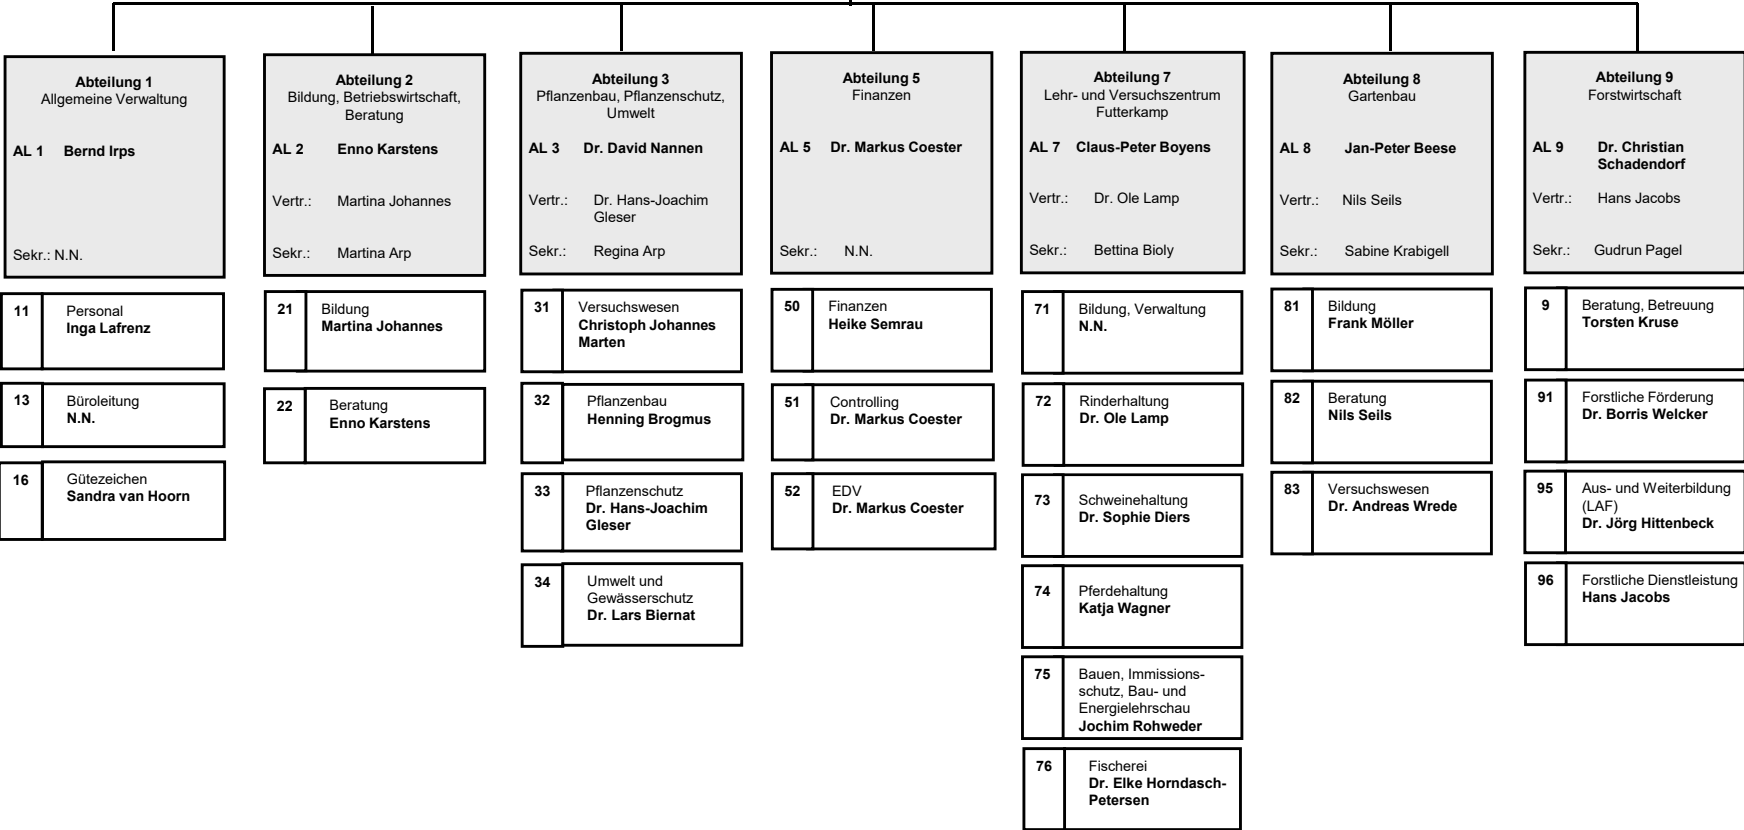 Abteilung 1
Allgemeine Verwaltung
AL 1 Bernd Irps
Sekr.: N.N.
11 Personal
Inga Lafrenz
13 Büroleitung
N.N.
16 Gütezeichen
Sandra van Hoorn
Abteilung 2
Bildung, Betriebswirtschaft,
Beratung
AL 2 Enno Karstens
Vertr.: Martina Johannes
Sekr.: Martina Arp
21 Bildung
Martina Johannes
22 Beratung
Enno Karstens
Abteilung 3
Pflanzenbau, Pflanzenschutz,
Umwelt
AL 3 Dr. David Nannen
Vertr.: Dr. Hans-Joachim
Gleser
Sekr.: Regina Arp
31 Versuchswesen
Christoph Johannes
Marten
32 Pflanzenbau
Henning Brogmus
33 Pflanzenschutz
Dr. Hans-Joachim
Gleser
34 Umwelt und
Gewässerschutz
Dr. Lars Biernat
Abteilung 5
Finanzen
AL 5 Dr. Markus Coester
Sekr.: N.N.
50 Finanzen
Heike Semrau
51 Controlling
Dr. Markus Coester
52 EDV
Dr. Markus Coester
Abteilung 7
Lehr- und Versuchszentrum
Futterkamp
AL 7 Claus-Peter Boyens
Vertr.: Dr. Ole Lamp
Sekr.: Bettina Bioly
71 Bildung, Verwaltung
N.N.
72 Rinderhaltung
Dr. Ole Lamp
73 Schweinehaltung
Dr. Sophie Diers
74 Pferdehaltung
Katja Wagner
75 Bauen, Immissions-
schutz, Bau- und
Energielehrschau
Jochim Rohweder
76 Fischerei
Dr. Elke Horndasch-
Petersen
Abteilung 8
Gartenbau
AL 8 Jan-Peter Beese
Vertr.: Nils Seils
Sekr.: Sabine Krabigell
81 Bildung
Frank Möller
82 Beratung
Nils Seils
83 Versuchswesen
Dr. Andreas Wrede
Abteilung 9
Forstwirtschaft
AL 9 Dr. Christian
Schadendorf
Vertr.: Hans Jacobs
Sekr.: Gudrun Pagel
9 Beratung, Betreuung
Torsten Kruse
91 Forstliche Förderung
Dr. Borris Welcker
95 Aus- und Weiterbildung
(LAF)
Dr. Jörg Hittenbeck
96 Forstliche Dienstleistung
Hans Jacobs